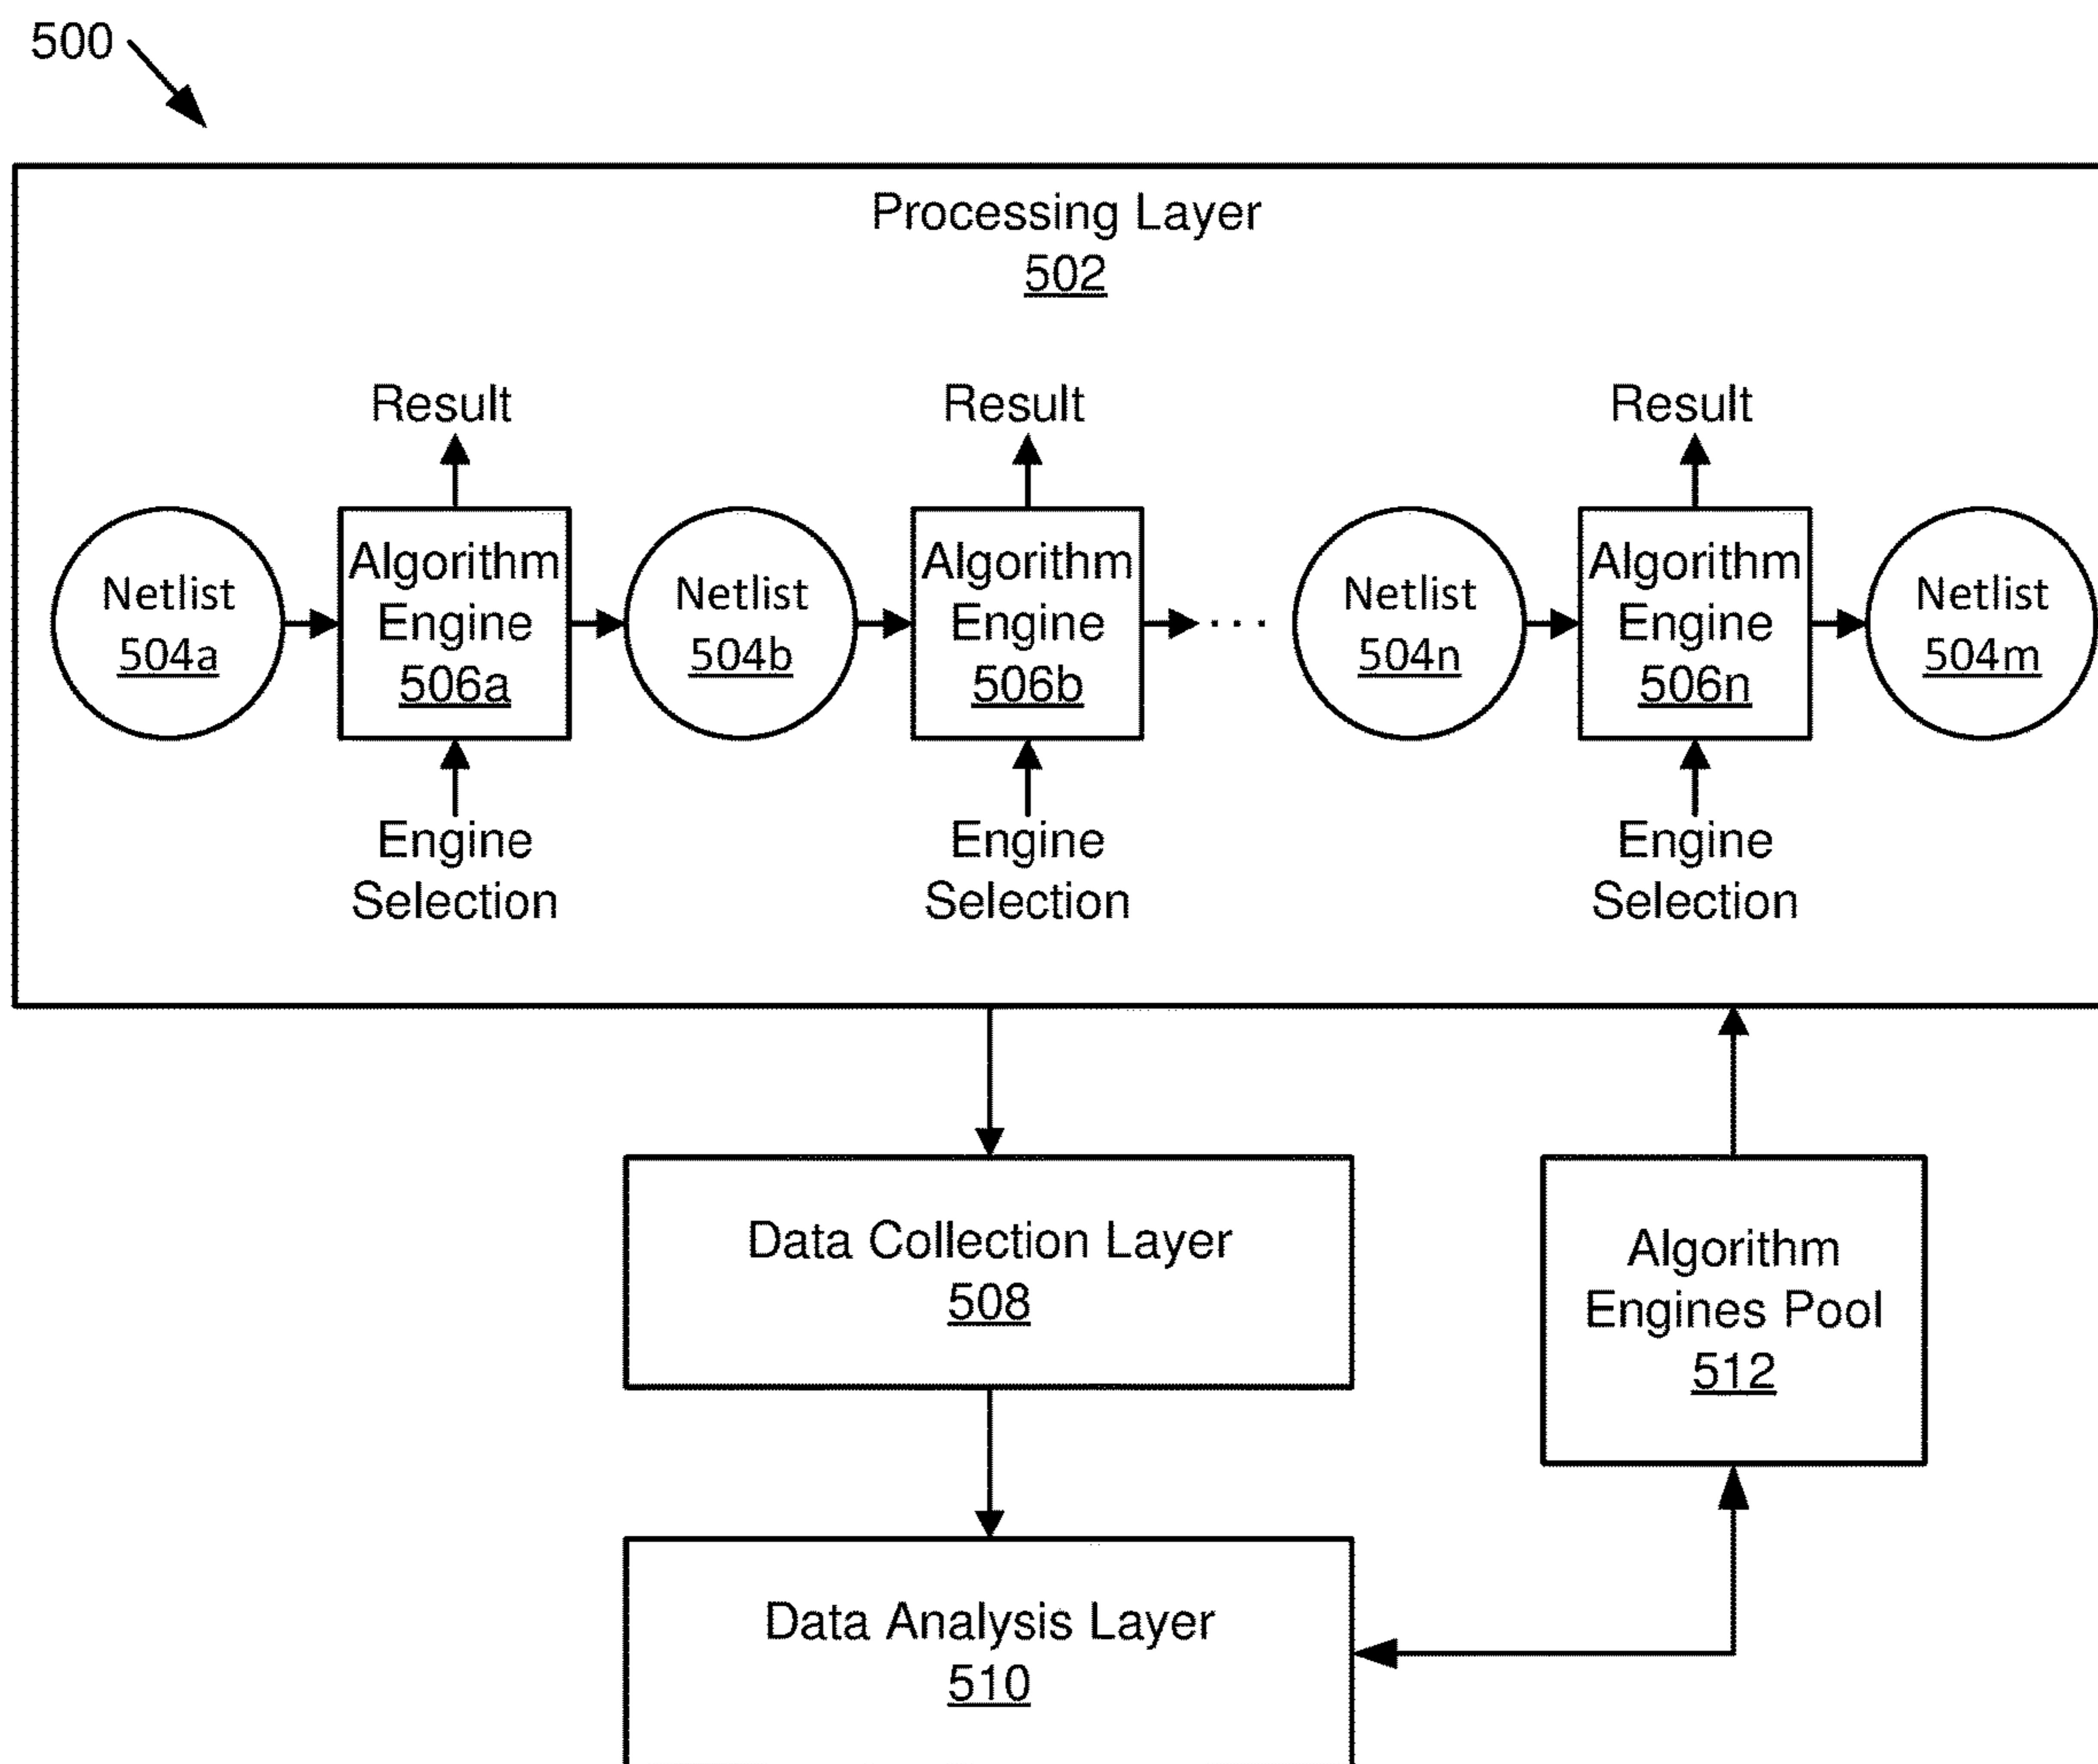 500
Processing Layer
502
Result
Result
Result
Netlist
504a
Algorithm
Engine
506a
Netlist
504b
Algorithm
Engine
506b
...
Netlist
504n
Algorithm
Engine
506n
Netlist
504m
Engine
Selection
Engine
Selection
Engine
Selection
Data Collection Layer
508
Algorithm
Engines Pool
512
Data Analysis Layer
510